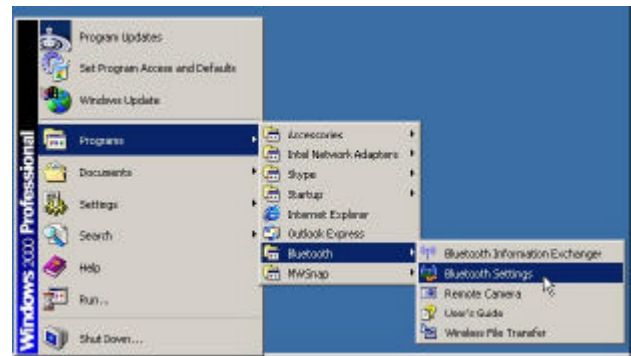 Program Updates
Set Program Access and Defaults
Windows Update
Programs
Documents
Settings
Search
Help
Run...
Shut Down...
Windows 2000 Professional
Accessories
Intel Network Adapters
Skype
Startup
Internet Explorer
Outlook Express
Bluetooth
MWSnap
Bluetooth Information Exchanger
Bluetooth Settings
Remote Camera
User's Guide
Wireless File Transfer